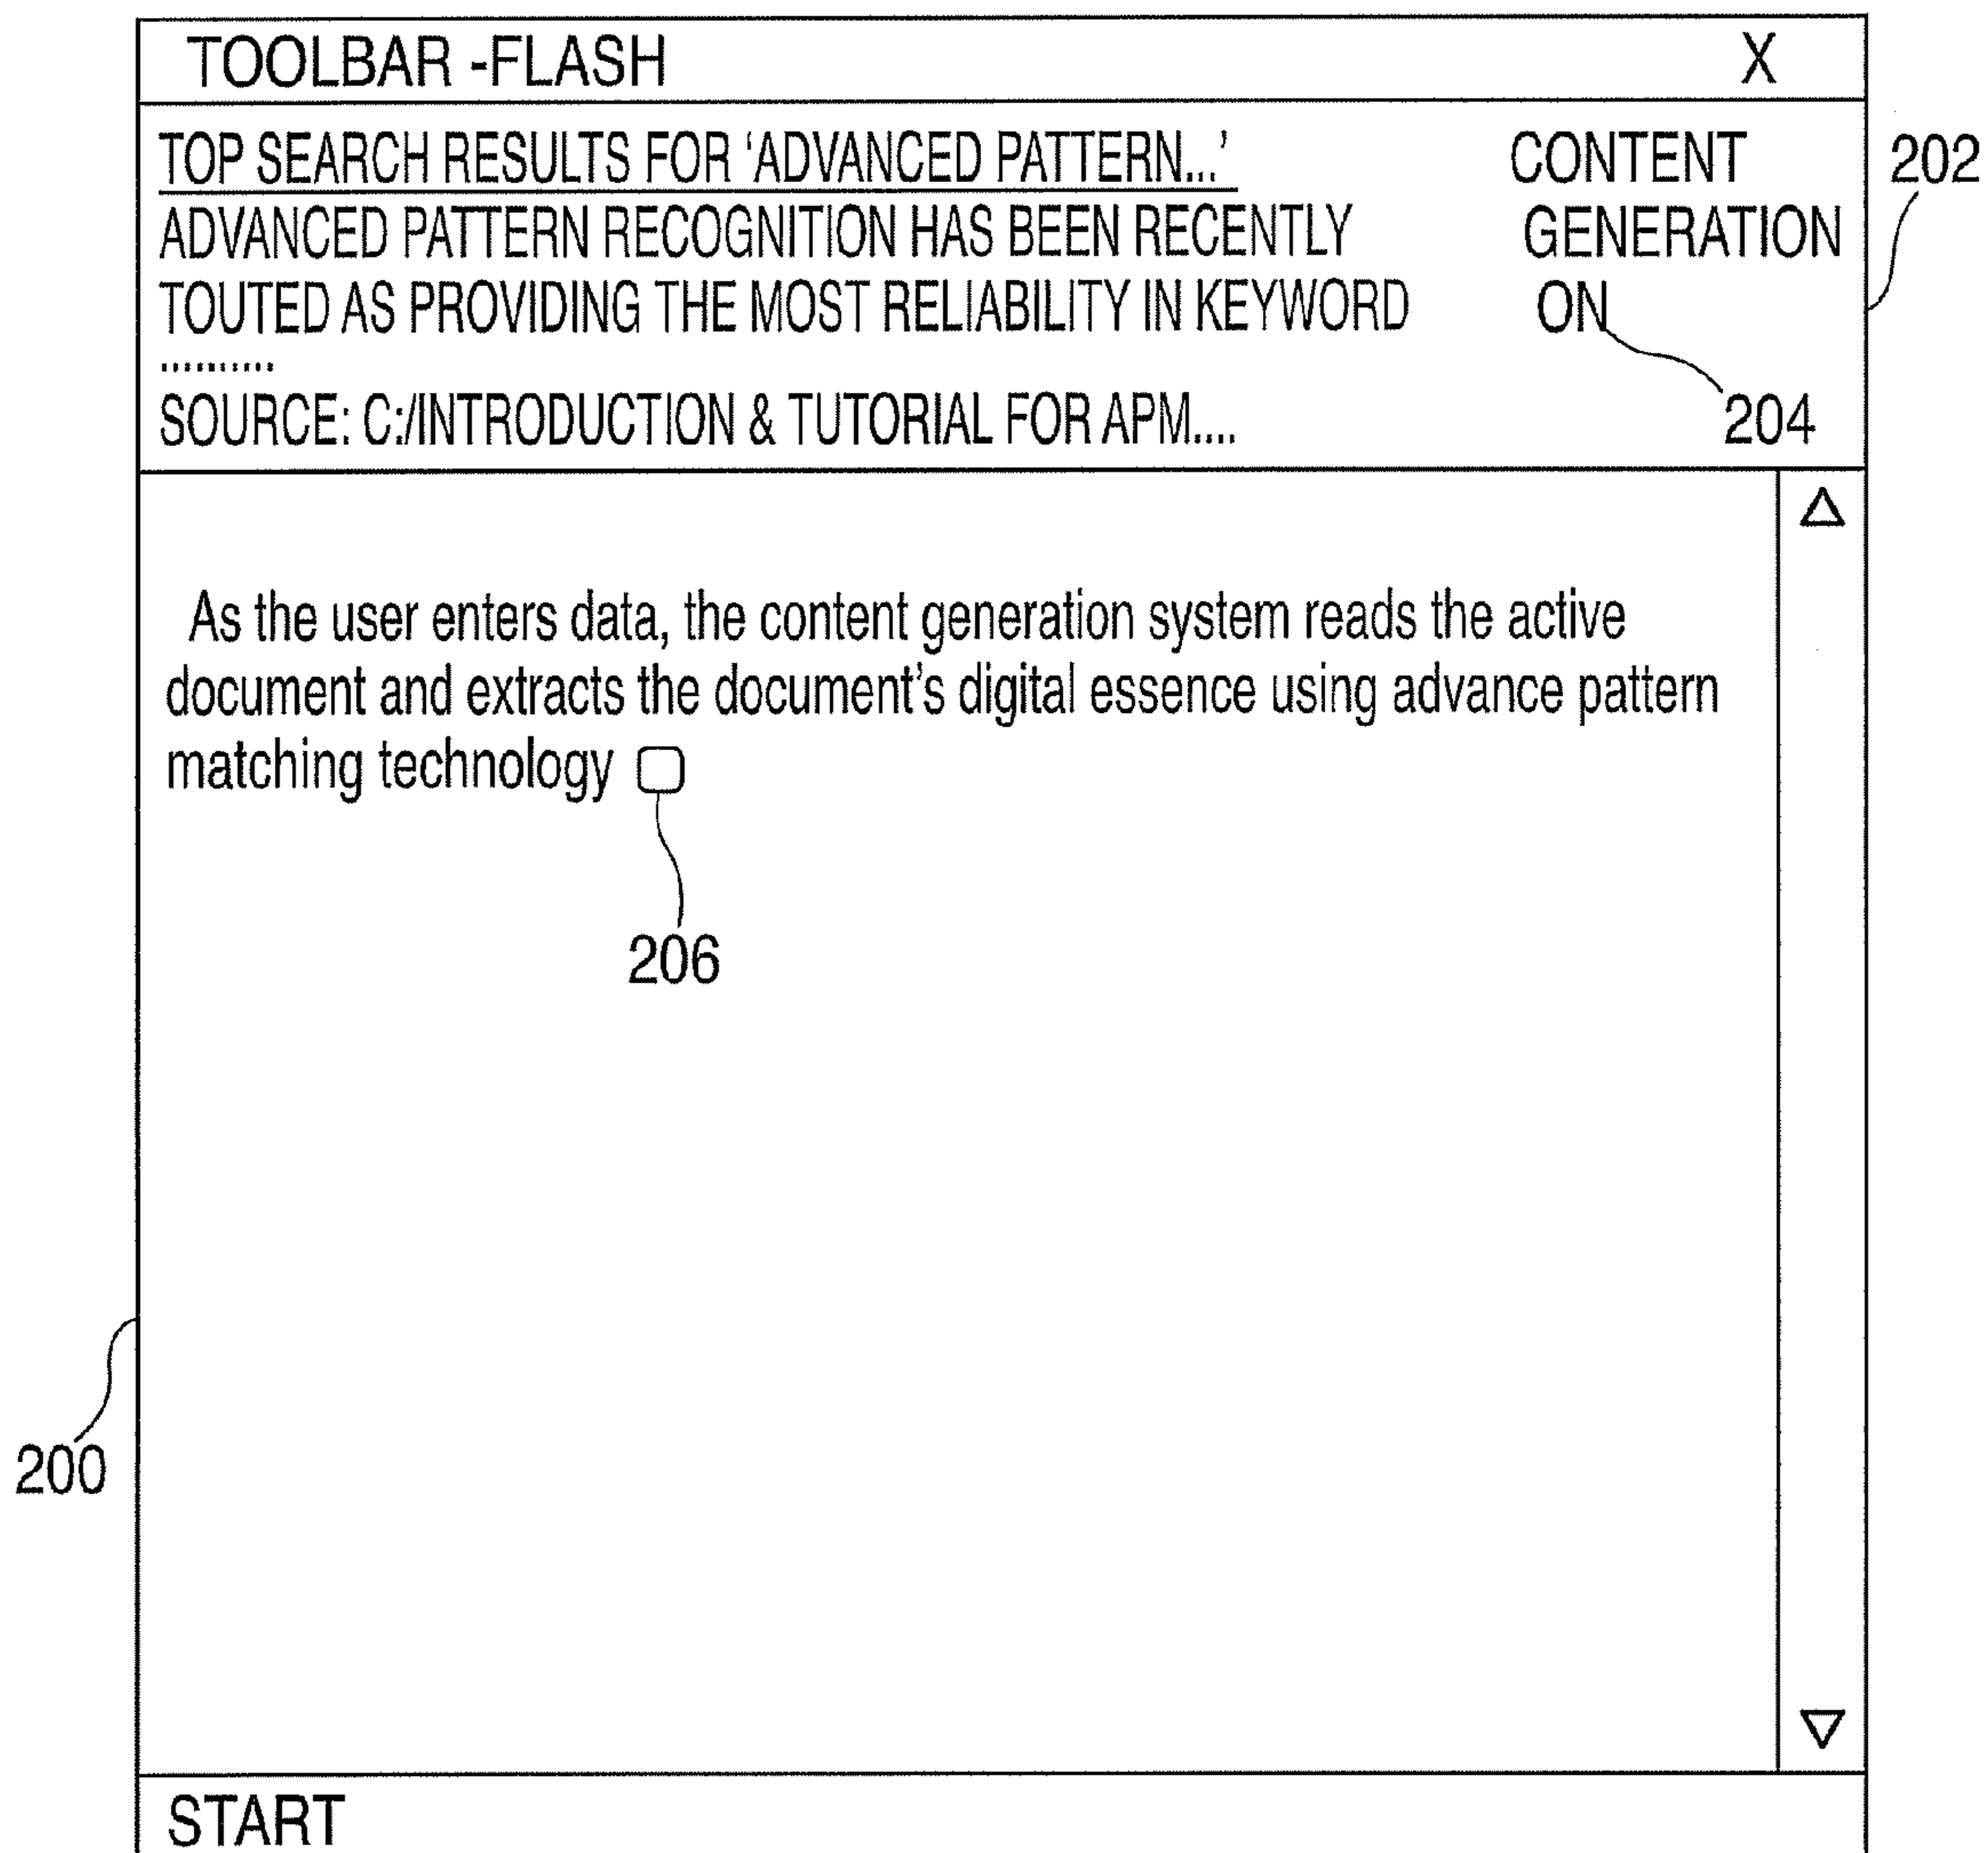 TOOLBAR -FLASH X
TOP SEARCH RESULTS FOR 'ADVANCED PATTERN...' CONTENT
202
ADVANCED PATTERN RECOGNITION HAS BEEN RECENTLY GENERATION
TOUTED AS PROVIDING THE MOST RELIABILITY IN KEYWORD ON
..........
SOURCE: C:/INTRODUCTION & TUTORIAL FOR APM.... 204
As the user enters data, the content generation system reads the active
document and extracts the document's digital essence using advance pattern
matching technology
206
200
START